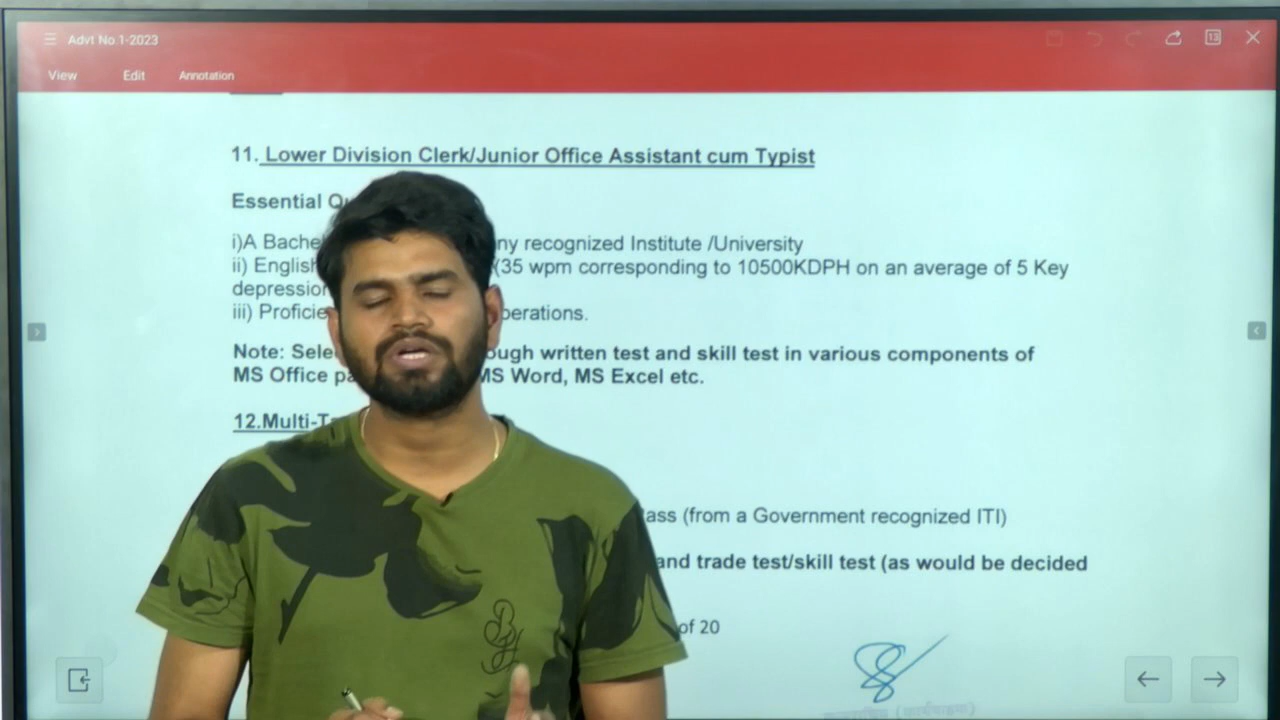 Advt No.1-2023
View Edit Annotation
11. Lower Division Clerk/Junior Office Assistant cum Typist
Essential Q
i)A Bachel ny recognized Institute /University
ii) English (35 wpm corresponding to 10500KDPH on an average of 5 Key
depression
iii) Proficie perations.
Note: Sele ough written test and skill test in various components of
MS Office pa MS Word, MS Excel etc.
12.Multi-T
lass (from a Government recognized ITI)
and trade test/skill test (as would be decided
of 20